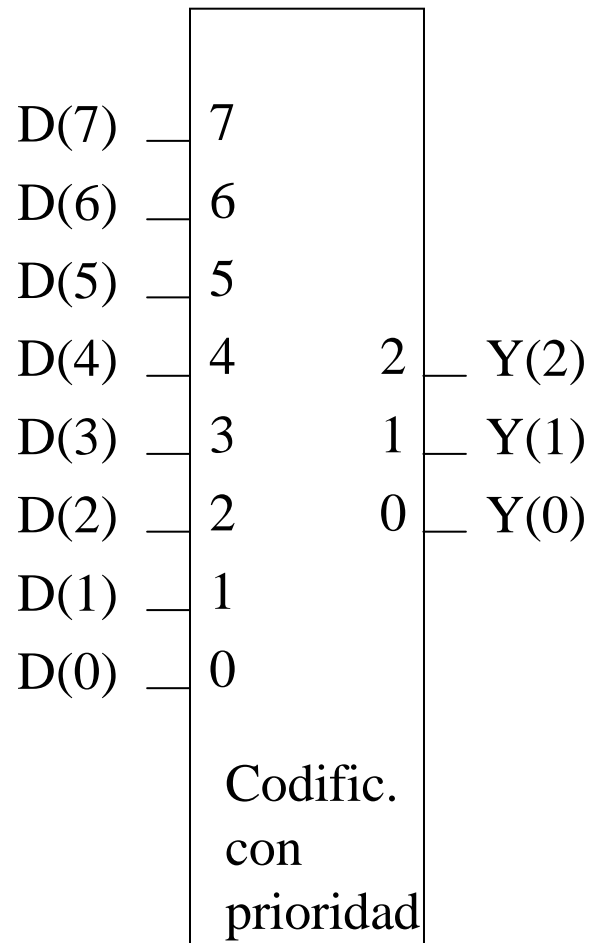 D(7) 7
D(6) 6
D(5) 5
D(4) 4 2 Y(2)
D(3) 3 1 Y(1)
D(2) 2 0 Y(0)
D(1) 1
D(0) 0
Codific.
con
prioridad